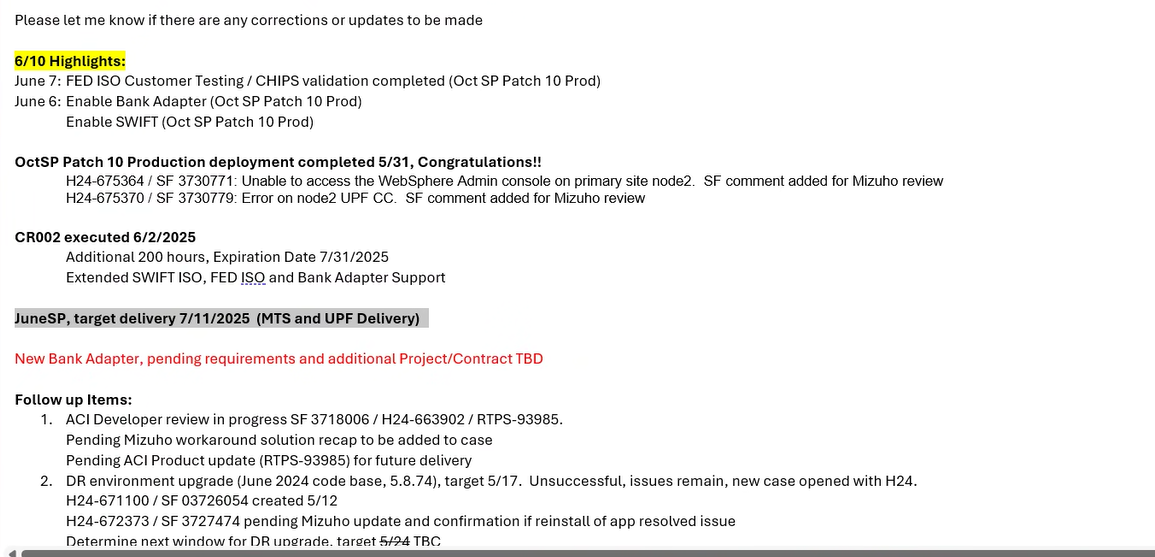 Please let me know if there are any corrections or updates to be made
6/10 Highlights:
June 7: FED ISO Customer Testing / CHIPS validation completed (Oct SP Patch 10 Prod)
June 6: Enable Bank Adapter (Oct SP Patch 10 Prod)
Enable SWIFT (Oct SP Patch 10 Prod)
OctSP Patch 10 Production deployment completed 5/31, Congratulations!!
H24-675364 / SF 3730771: Unable to access the WebSphere Admin console on primary site node2.  SF comment added for Mizuho review
H24-675370 / SF 3730779: Error on node2 UPF CC.  SF comment added for Mizuho review
CR002 executed 6/2/2025
Additional 200 hours, Expiration Date 7/31/2025
Extended SWIFT ISO, FED ISO and Bank Adapter Support
JuneSP, target delivery 7/11/2025  (MTS and UPF Delivery)
New Bank Adapter, pending requirements and additional Project/Contract TBD
Follow up Items:
1. ACI Developer review in progress SF 3718006 / H24-663902 / RTPS-93985.
Pending Mizuho workaround solution recap to be added to case
Pending ACI Product update (RTPS-93985) for future delivery
2. DR environment upgrade (June 2024 code base, 5.8.74), target 5/17.  Unsuccessful, issues remain, new case opened with H24.
H24-671100 / SF 03726054 created 5/12
H24-672373 / SF 3727474 pending Mizuho update and confirmation if reinstall of app resolved issue
Determine next window for DR upgrade, target 5/24 TBC